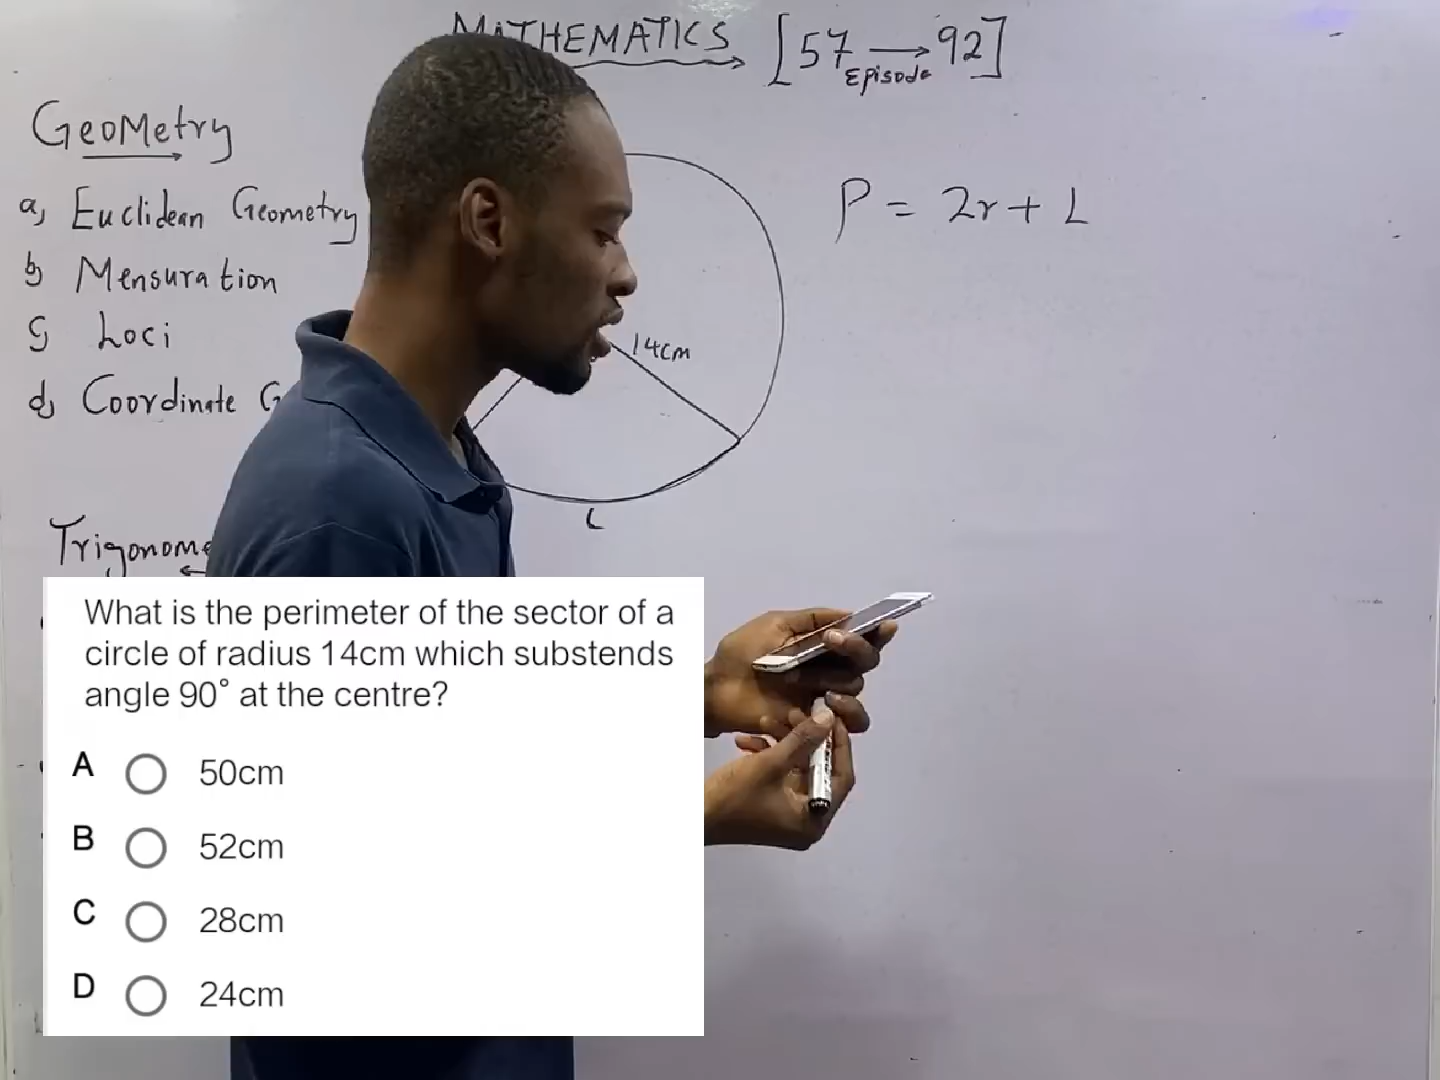 MATHEMATICS → [57 → 92]
Episode
Geometry
a, Euclidean Geometry
b, Mensuration
c, Loci
d, Coordinate G
P = 2r + L
14cm
L
What is the perimeter of the sector of a
circle of radius 14cm which substends
angle 90° at the centre?
A 50cm
B 52cm
C 28cm
D 24cm